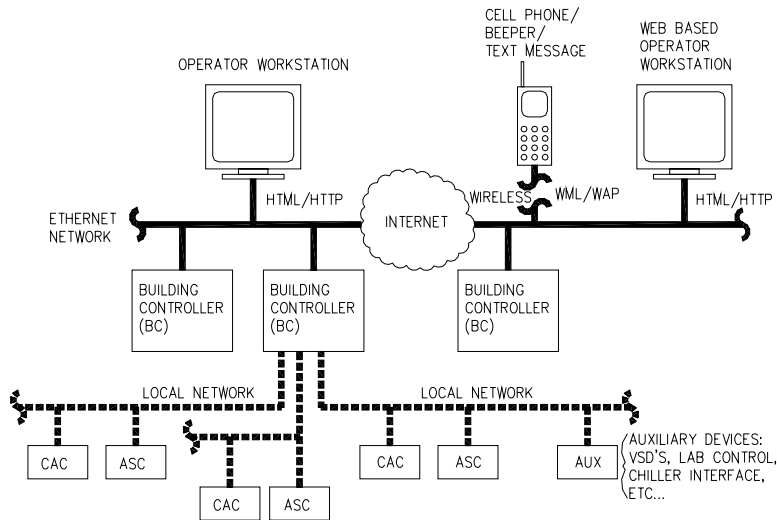 CELL PHONE/
BEEPER/
TEXT MESSAGE
WEB BASED
OPERATOR
WORKSTATION
OPERATOR WORKSTATION
HTML/HTTP
WIRELESS
WML/WAP
HTML/HTTP
ETHERNET
NETWORK
INTERNET
BUILDING
CONTROLLER
(BC)
BUILDING
CONTROLLER
(BC)
BUILDING
CONTROLLER
(BC)
LOCAL NETWORK
LOCAL NETWORK
CAC
ASC
CAC
ASC
CAC
ASC
AUX
AUXILIARY DEVICES:
VSD'S, LAB CONTROL,
CHILLER INTERFACE,
ETC...